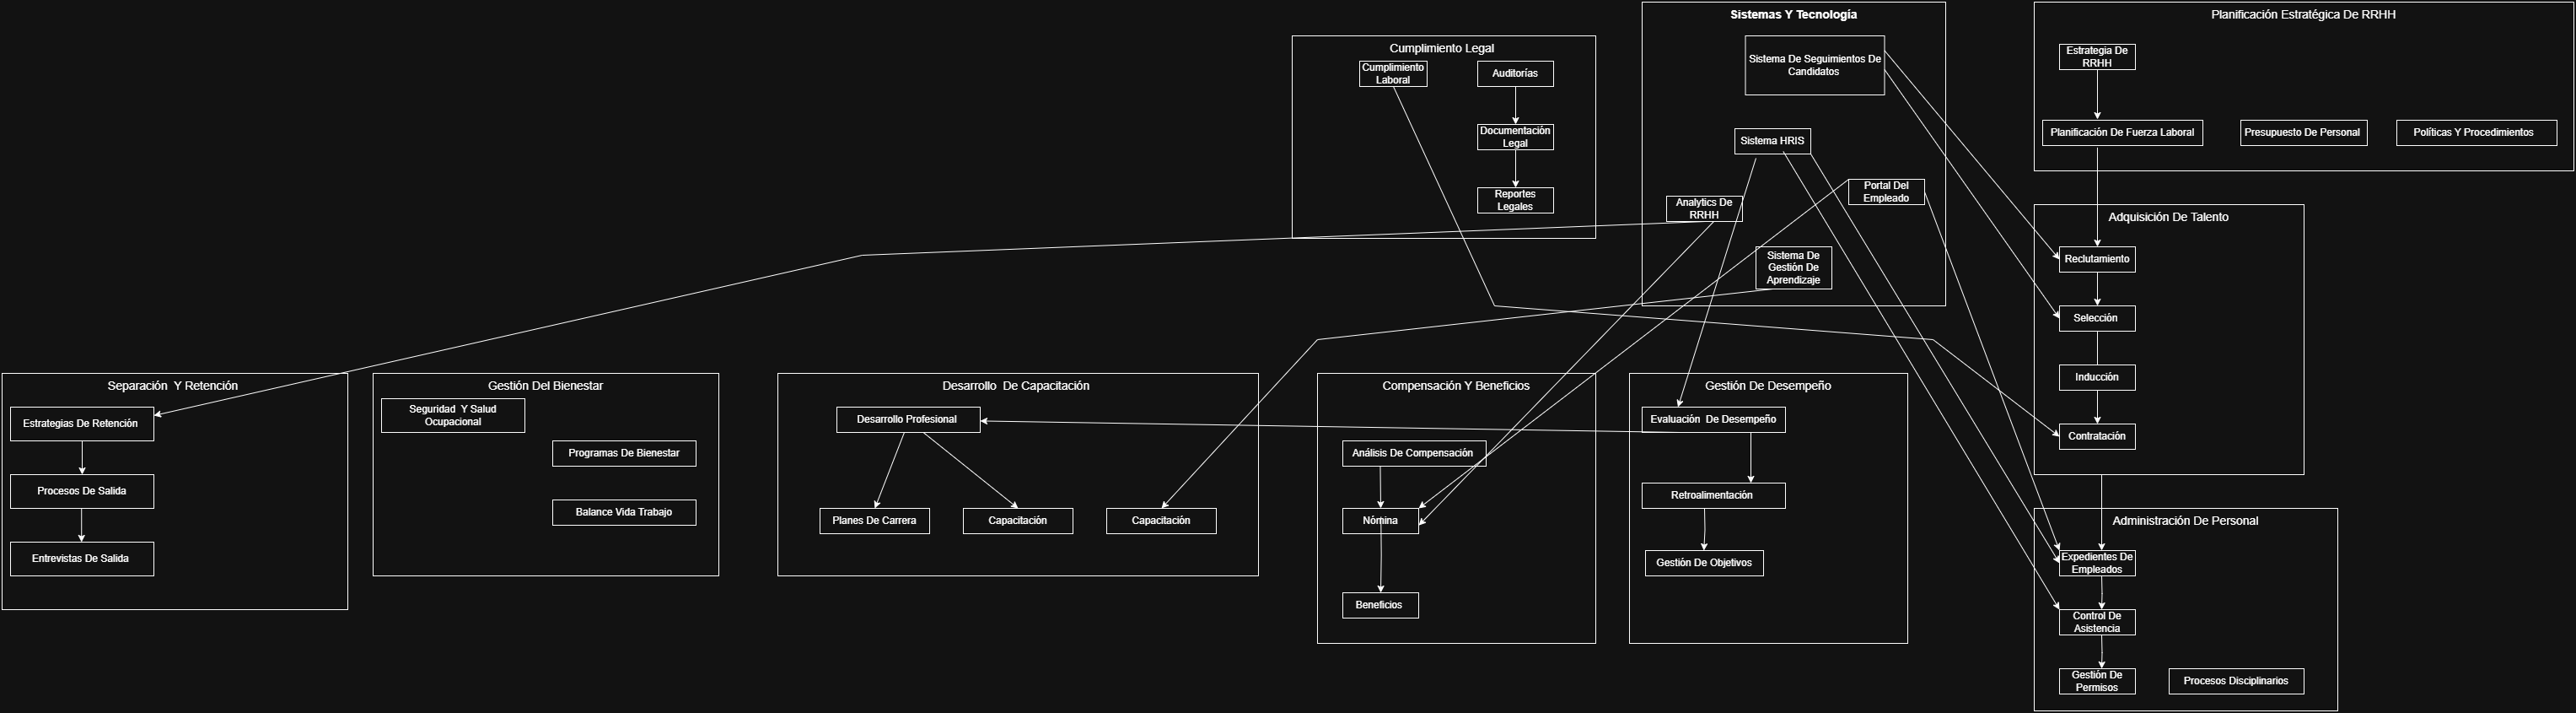 Sistemas Y Tecnología
Sistema De Seguimientos De
Candidatos
Sistema HRIS
Portal Del
Empleado
Analytics De
RRHH
Sistema De
Gestión De
Aprendizaje
Planificación Estratégica De RRHH
Estrategia De
RRHH
Planificación De Fuerza Laboral
Presupuesto De Personal
Políticas Y Procedimientos
Cumplimiento Legal
Cumplimiento
Laboral
Auditorías
Documentación
Legal
Reportes
Legales
Adquisición De Talento
Reclutamiento
Selección
Inducción
Contratación
Separación  Y Retención
Estrategias De Retención
Procesos De Salida
Entrevistas De Salida
Gestión Del Bienestar
Seguridad  Y Salud
Ocupacional
Programas De Bienestar
Balance Vida Trabajo
Desarrollo  De Capacitación
Desarrollo Profesional
Planes De Carrera
Capacitación
Capacitación
Compensación Y Beneficios
Análisis De Compensación
Nómina
Beneficios
Gestión De Desempeño
Evaluación  De Desempeño
Retroalimentación
Gestión De Objetivos
Administración De Personal
Expedientes De
Empleados
Control De
Asistencia
Gestión De
Permisos
Procesos Disciplinarios